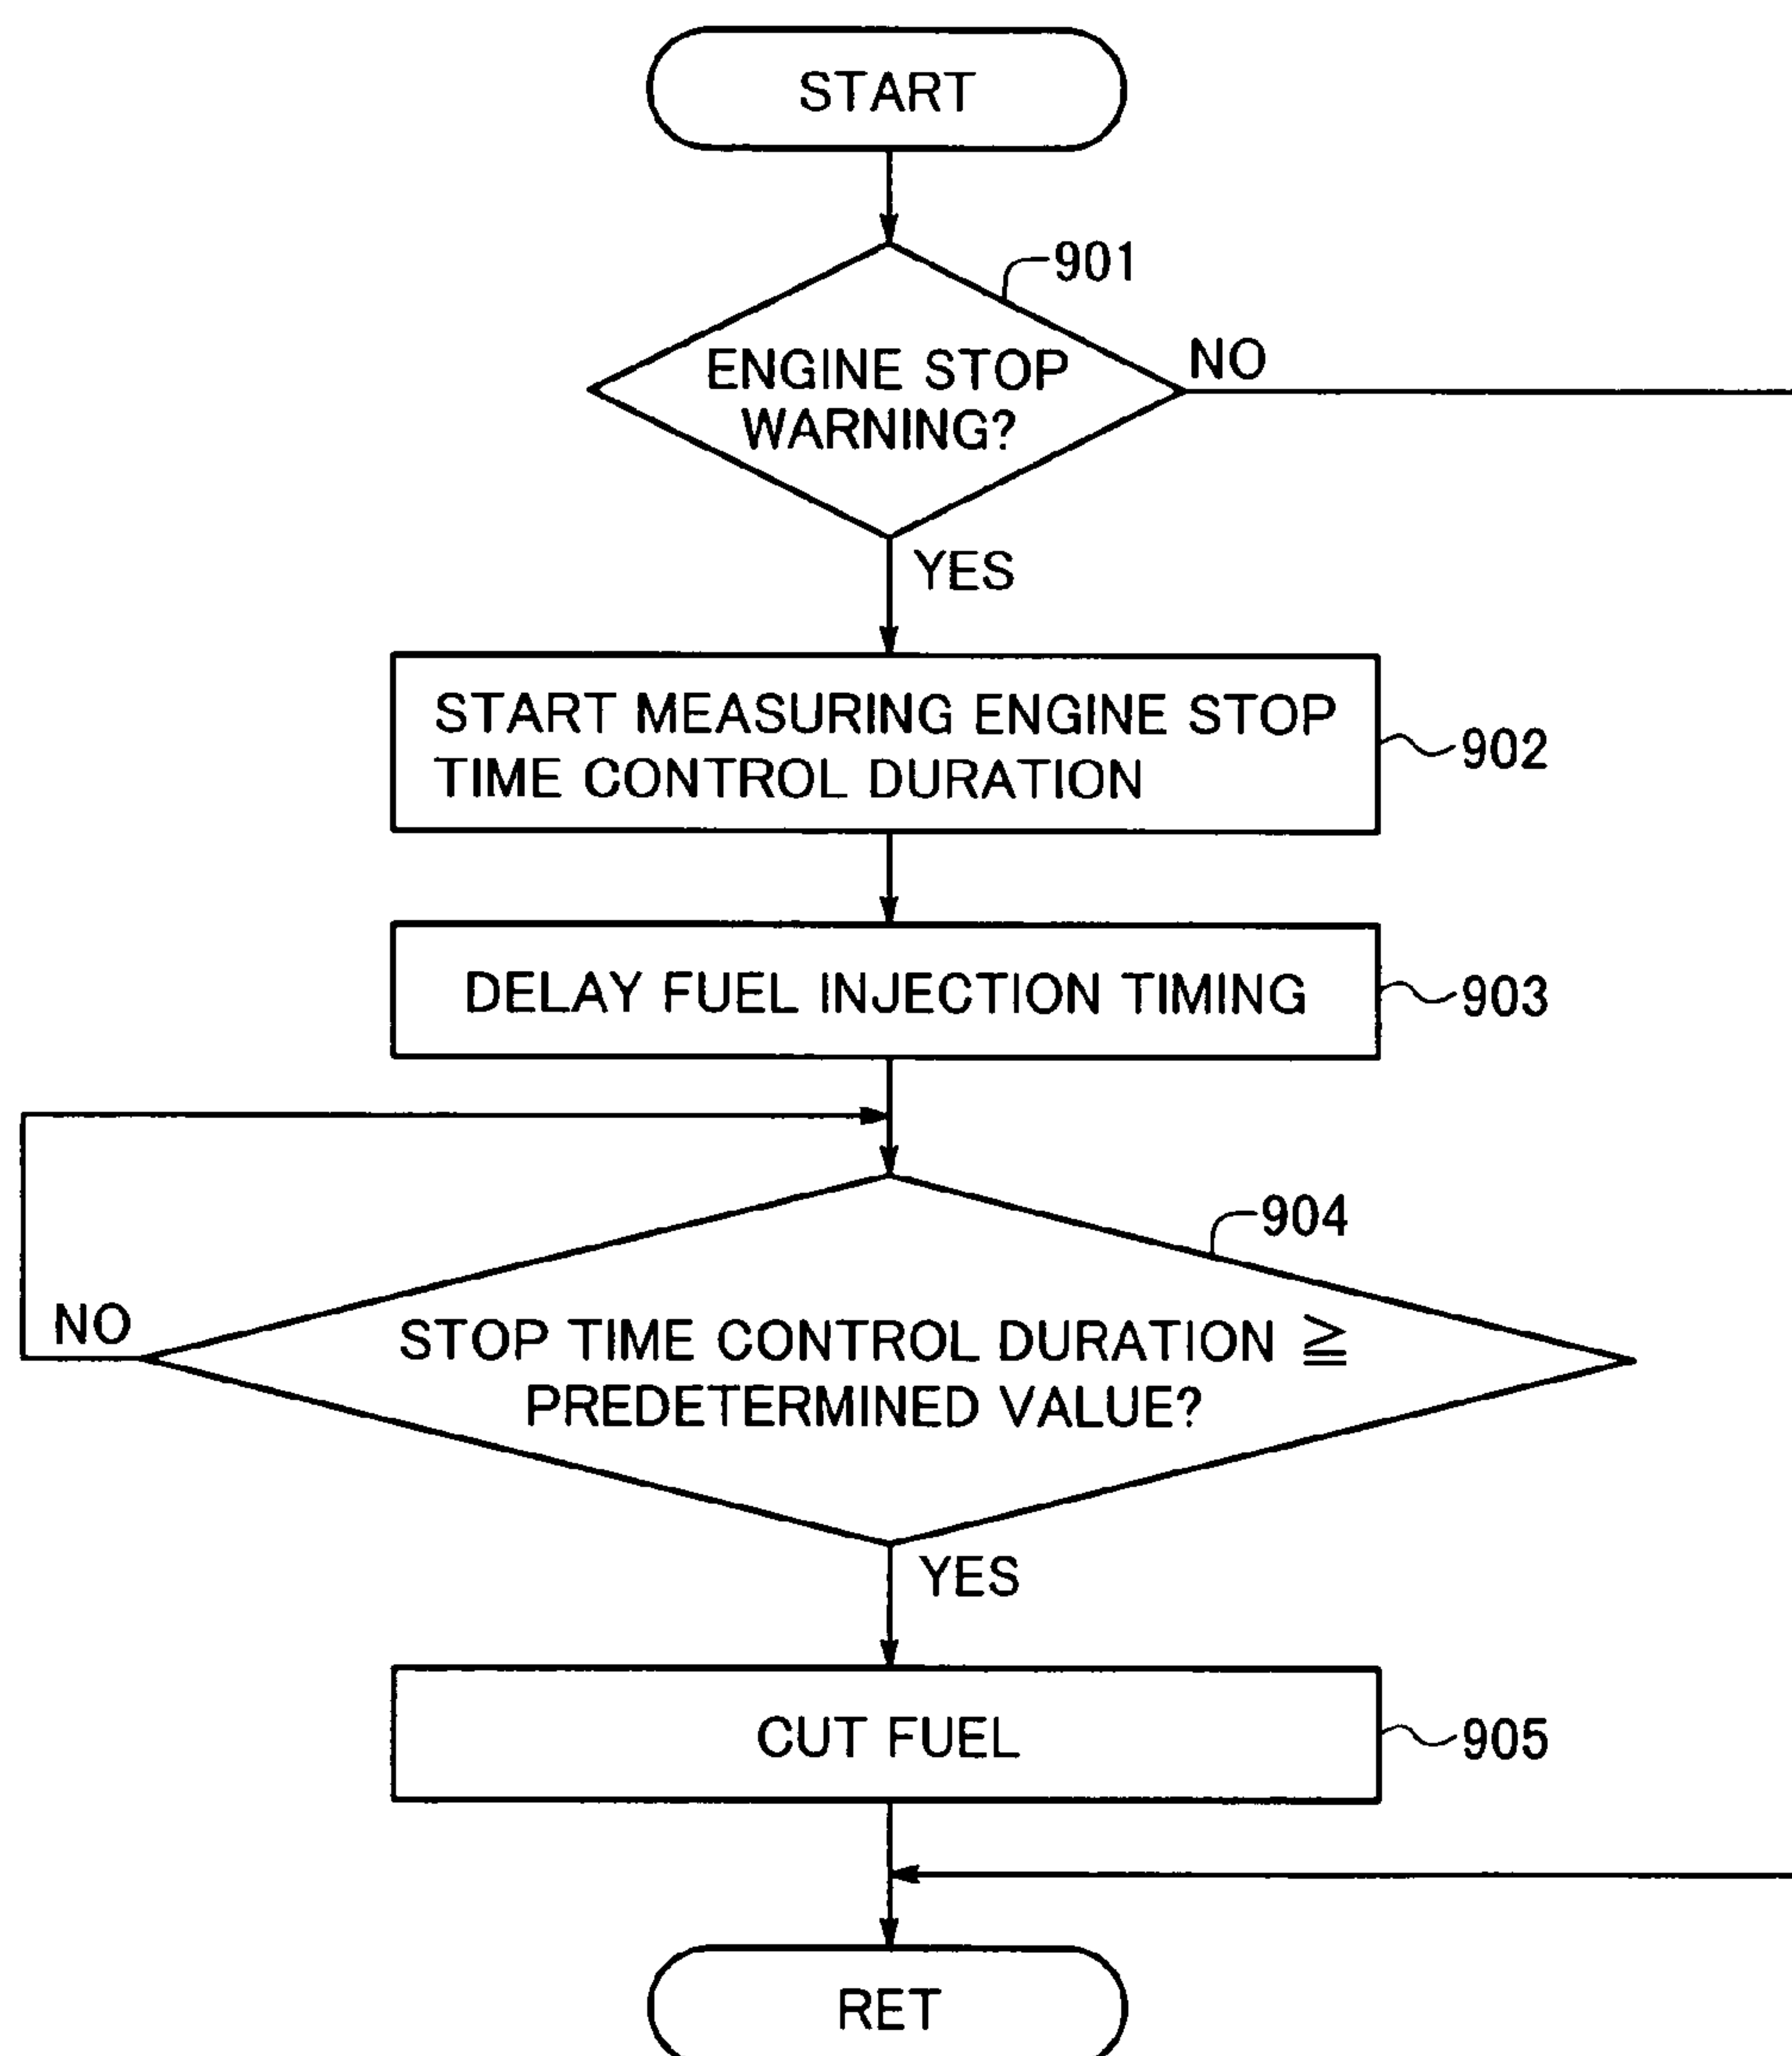 START
901
ENGINE STOP
WARNING?
NO
YES
START MEASURING ENGINE STOP
TIME CONTROL DURATION
902
DELAY FUEL INJECTION TIMING
903
904
NO
STOP TIME CONTROL DURATION ≧
PREDETERMINED VALUE?
YES
CUT FUEL
905
RET